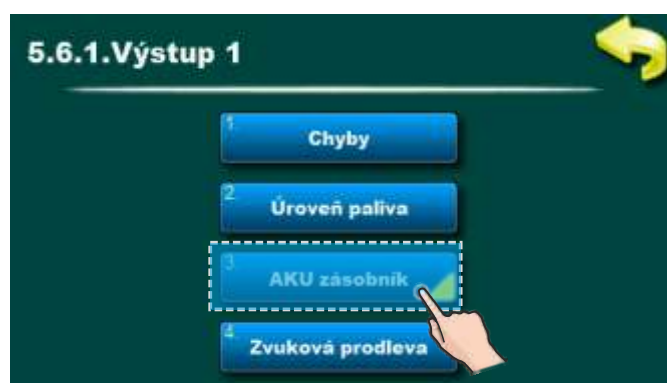 5.6.1.Výstup 1
1
Chyby
2
Úroveň paliva
3
AKU zásobník
4
Zvuková prodleva